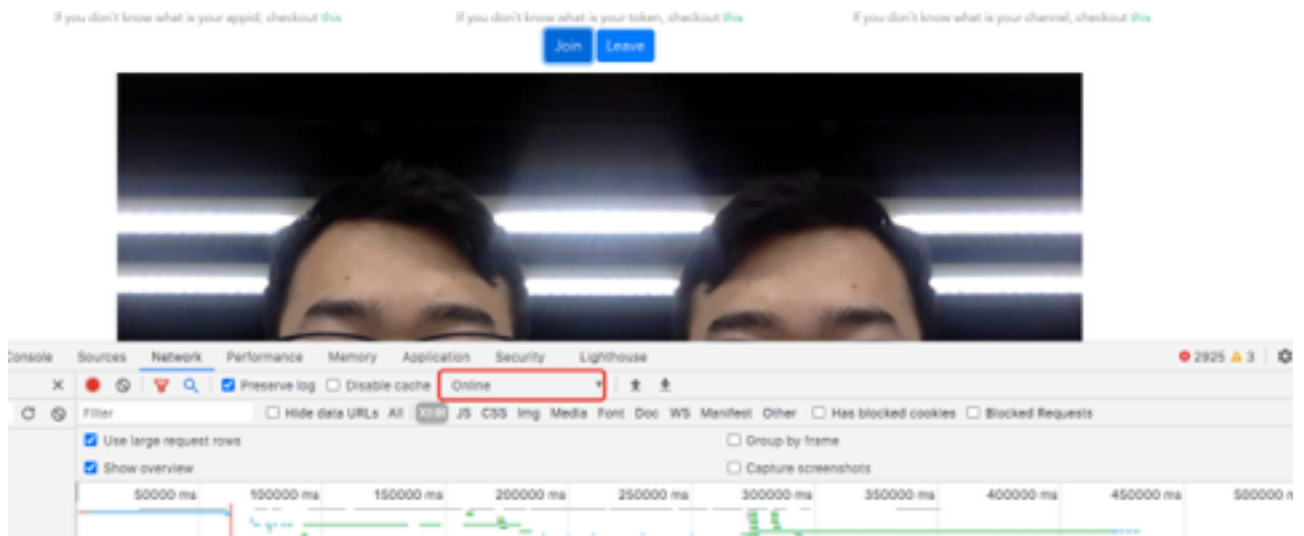 If you don't know what is your appid, checkout this If you don't know what is your token, checkout this. If you don't know what is your channel, checkout this.
Join Leave
Console Sources Network Performance Memory Application Security Lighthouse 2925 3
Preserve log Disable cache Online
Filter Hide data URLs All XHR JS CSS Img Media Font Doc WS Manifest Other Has blocked cookies Blocked Requests
Use large request rows Group by frame
Show overview Capture screenshots
50000 ms 100000 ms 150000 ms 200000 ms 250000 ms 300000 ms 350000 ms 400000 ms 450000 ms 500000 m